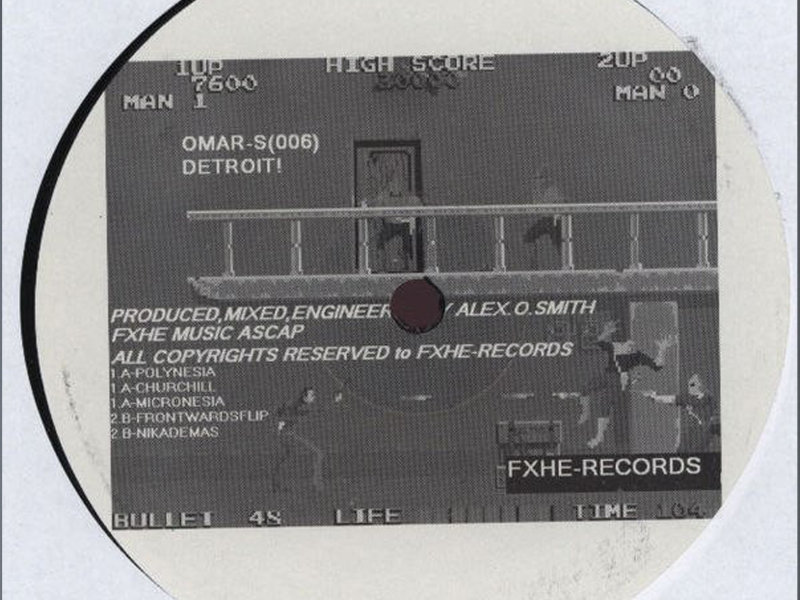 1UP HIGH SCORE 2UP
7600 20000 00
MAN 1 MAN 0
OMAR-S(006)
DETROIT!
PRODUCED,MIXED,ENGINEER Y ALEX.O.SMITH
FXHE MUSIC ASCAP
ALL COPYRIGHTS RESERVED to FXHE-RECORDS
1.A-POLYNESIA
1.A-CHURCHILL
1.A-MICRONESIA
2.B-FRONTWARDSFLIP
2.B-NIKADEMAS
FXHE-RECORDS
BULLET 48 LIFE TIME 104